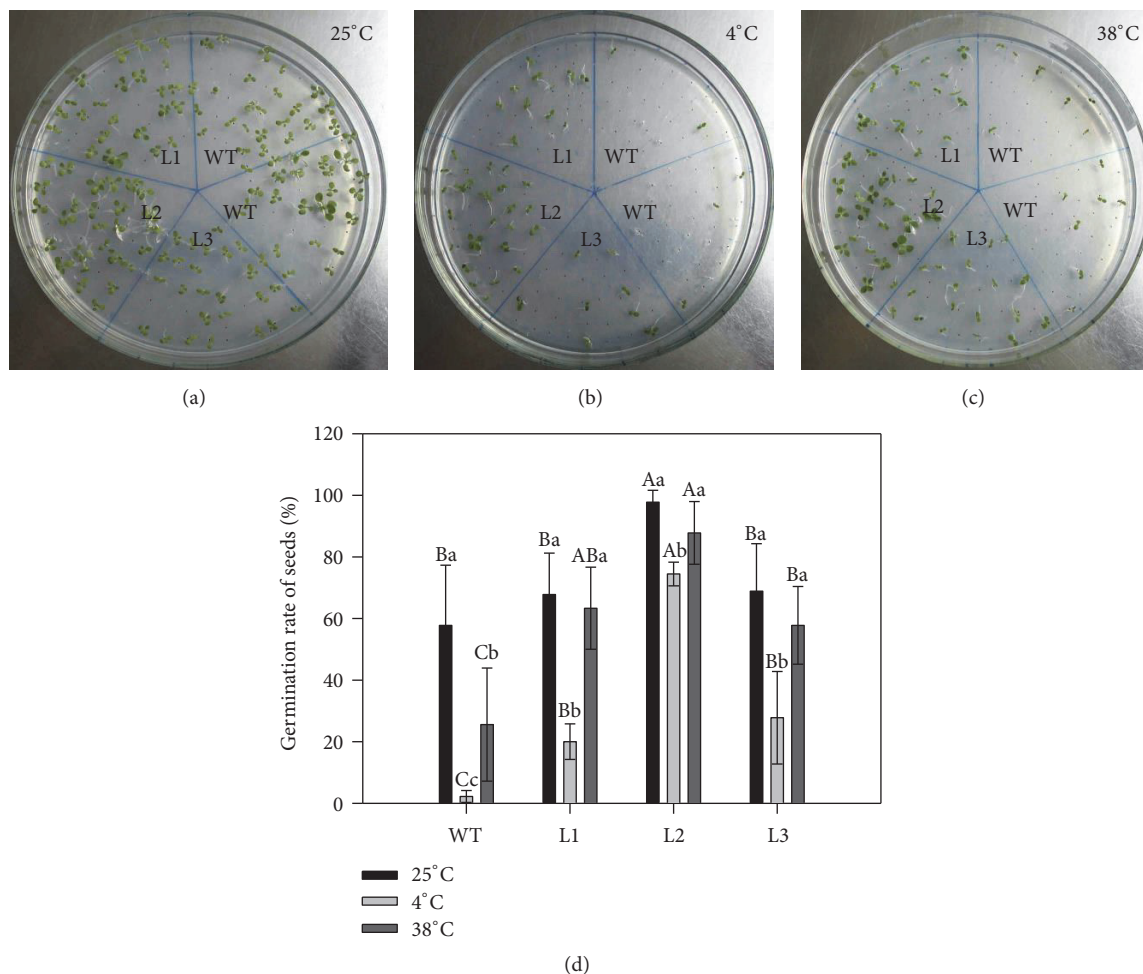 25°C
4°C
38°C
L1 WT
L2 WT
L3
L1 WT
L2 WT
L3
L1 WT
L2 WT
L3
(a)
(b)
(c)
120
100
80
60
40
20
0
Germination rate of seeds (%)
Ba
Cc
Cb
Ba
Bb
ABa
Aa
Ab
Aa
Ba
Bb
Ba
WT
L1
L2
L3
25°C
4°C
38°C
(d)